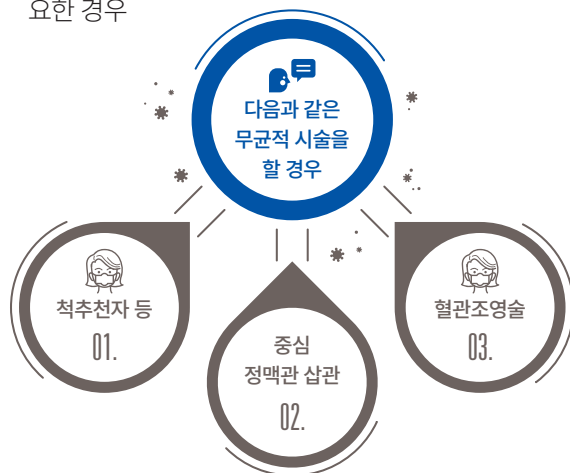 요한 경우
다음과 같은
무균적 시술을
할 경우
척추천자 등
01.
중심
정맥관 삽관
02.
혈관조영술
03.